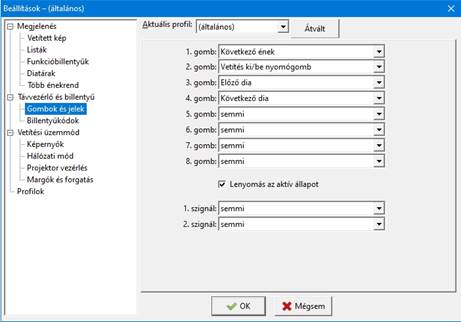 Beállítások – (általános)
Megjelenés
Vetített kép
Listák
Funkcióbillentyűk
Diatárak
Több énekrend
Távvezérlő és billentyű
Gombok és jelek
Billentyűkódok
Vetítési üzemmód
Képernyők
Hálózati mód
Projektor vezérlés
Margók és forgatás
Profilok
Aktuális profil: (általános) Átvált
1. gomb: Következő ének
2. gomb: Vetítés ki/be nyomógomb
3. gomb: Előző dia
4. gomb: Következő dia
5. gomb: semmi
6. gomb: semmi
7. gomb: semmi
8. gomb: semmi
Lenyomás az aktív állapot
1. szignál: semmi
2. szignál: semmi
OK Mégsem